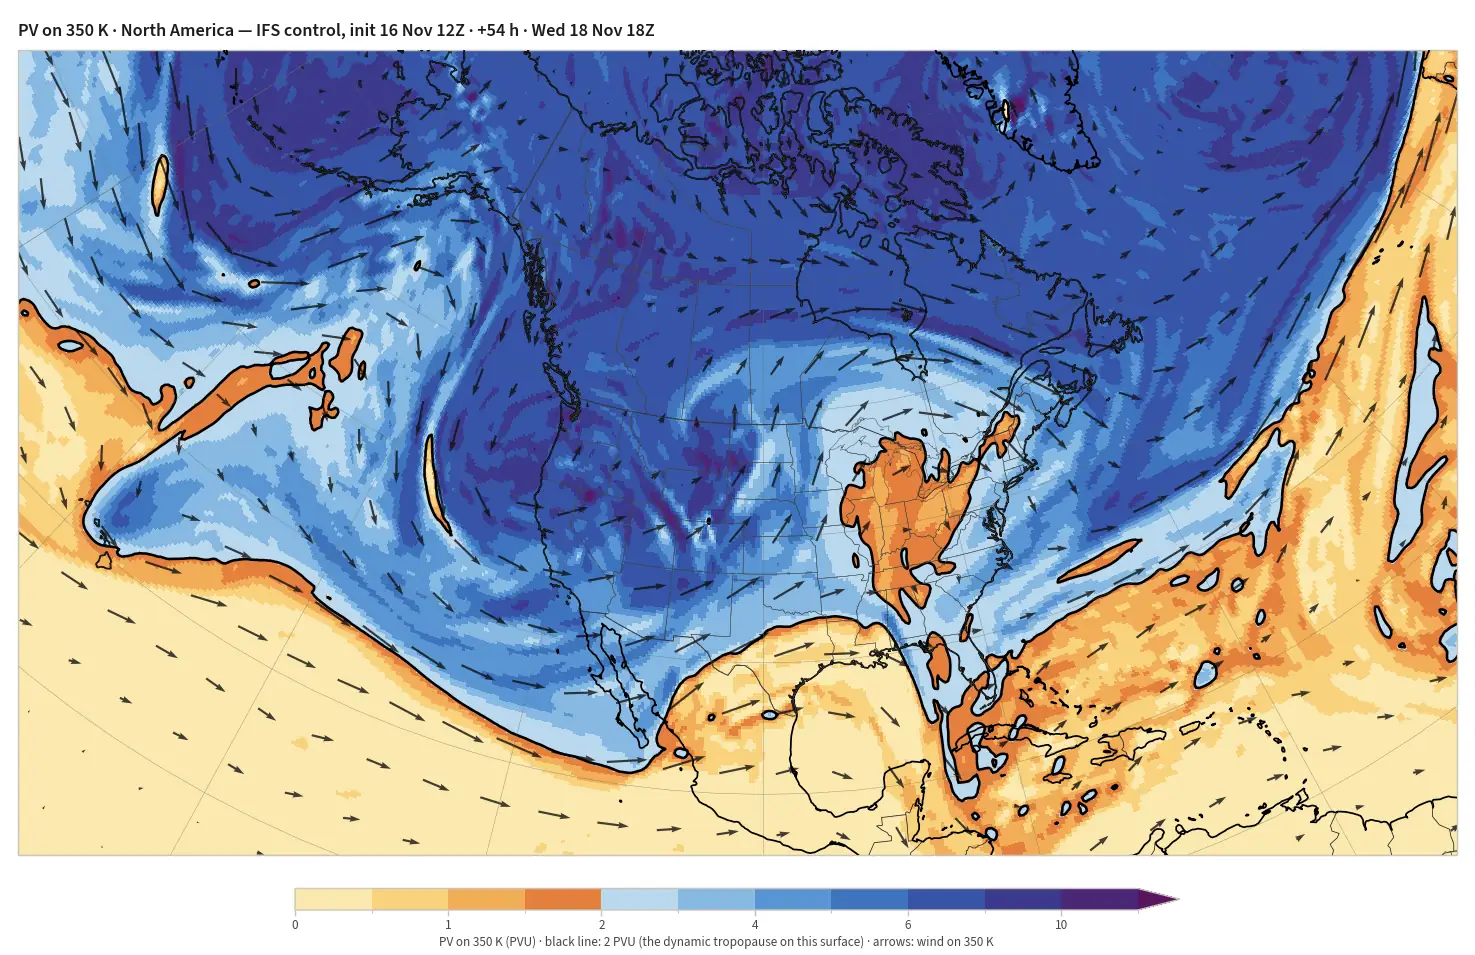 PV on 350 K · North America — IFS control, init 16 Nov 12Z · +54 h · Wed 18 Nov 18Z
0 1 2 4 6 10
PV on 350 K (PVU) · black line: 2 PVU (the dynamic tropopause on this surface) · arrows: wind on 350 K